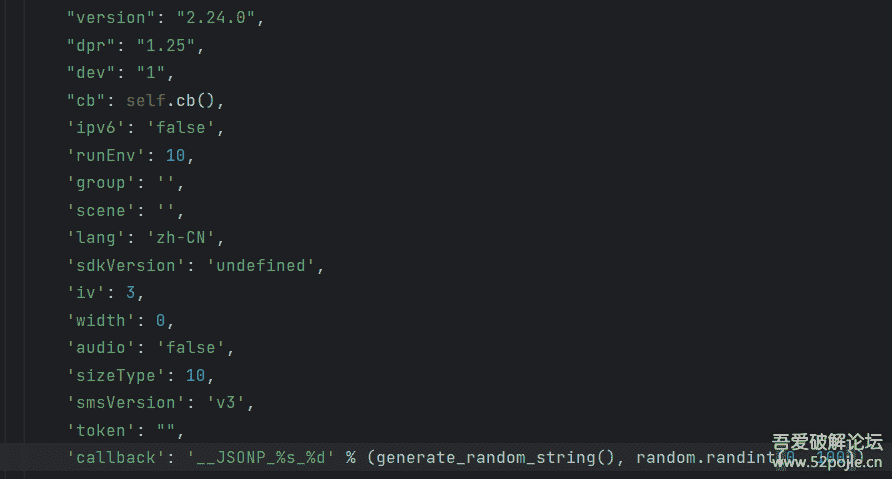 "version": "2.24.0",
"dpr": "1.25",
"dev": "1",
"cb": self.cb(),
'ipv6': 'false',
'runEnv': 10,
'group': '',
'scene': '',
'lang': 'zh-CN',
'sdkVersion': 'undefined',
'iv': 3,
'width': 0,
'audio': 'false',
'sizeType': 10,
'smsVersion': 'v3',
'token': "",
'callback': '__JSONP_%s_%d' % (generate_random_string(), random.randint(0, 1000)
吾爱破解论坛
www.52pojie.cn